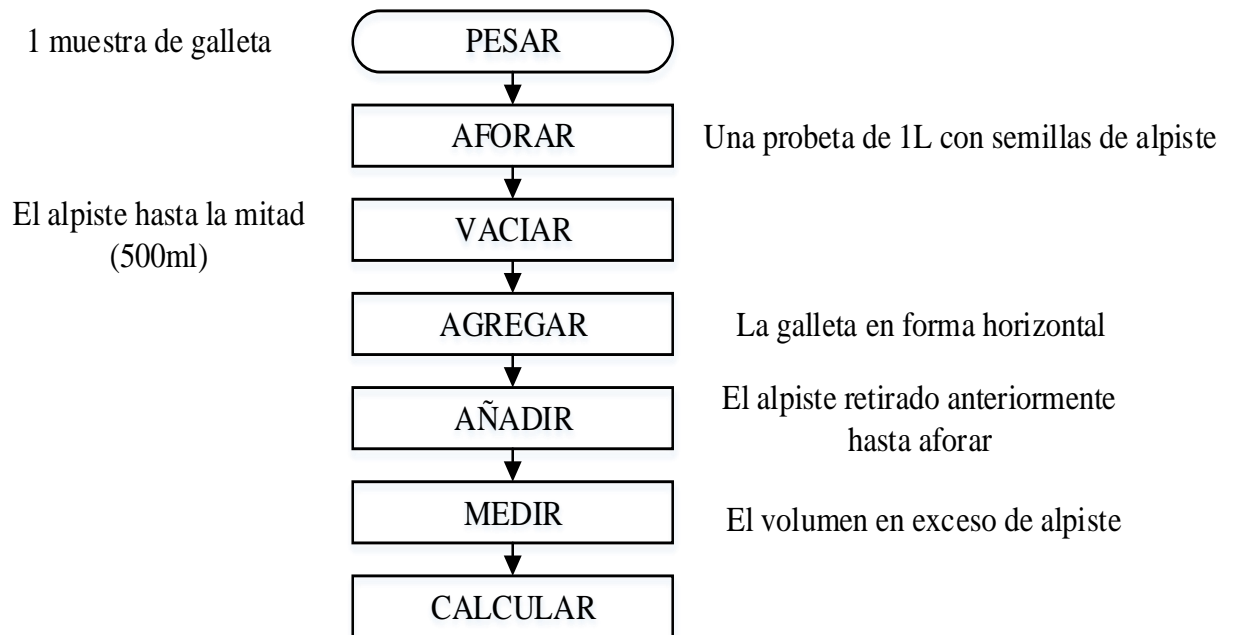 1 muestra de galleta
PESAR
AFORAR
Una probeta de 1L con semillas de alpiste
El alpiste hasta la mitad
(500ml)
VACIAR
AGREGAR
La galleta en forma horizontal
AÑADIR
El alpiste retirado anteriormente
hasta aforar
MEDIR
El volumen en exceso de alpiste
CALCULAR